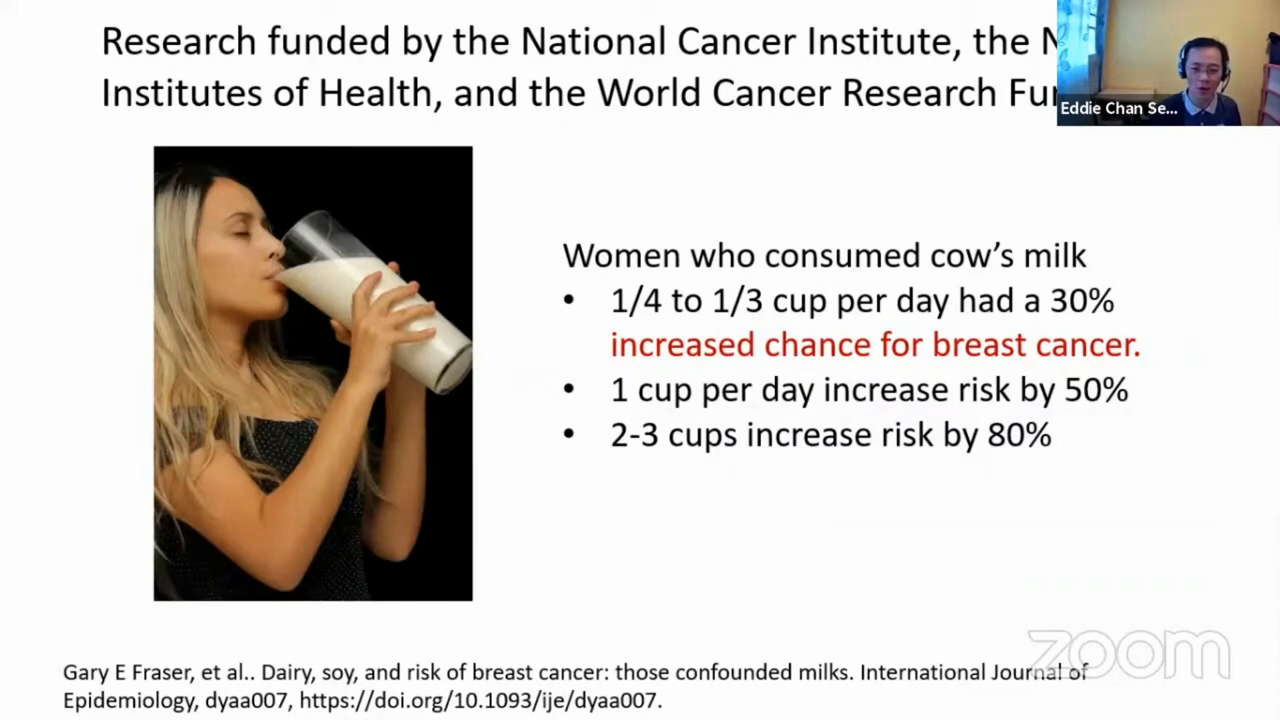 Research funded by the National Cancer Institute, the
Institutes of Health, and the World Cancer Research
Eddie Chan Se...
Women who consumed cow’s milk
• 1/4 to 1/3 cup per day had a 30%
increased chance for breast cancer.
• 1 cup per day increase risk by 50%
• 2-3 cups increase risk by 80%
zoom
Gary E Fraser, et al.. Dairy, soy, and risk of breast cancer: those confounded milks. International Journal of
Epidemiology, dyaa007, https://doi.org/10.1093/ije/dyaa007.